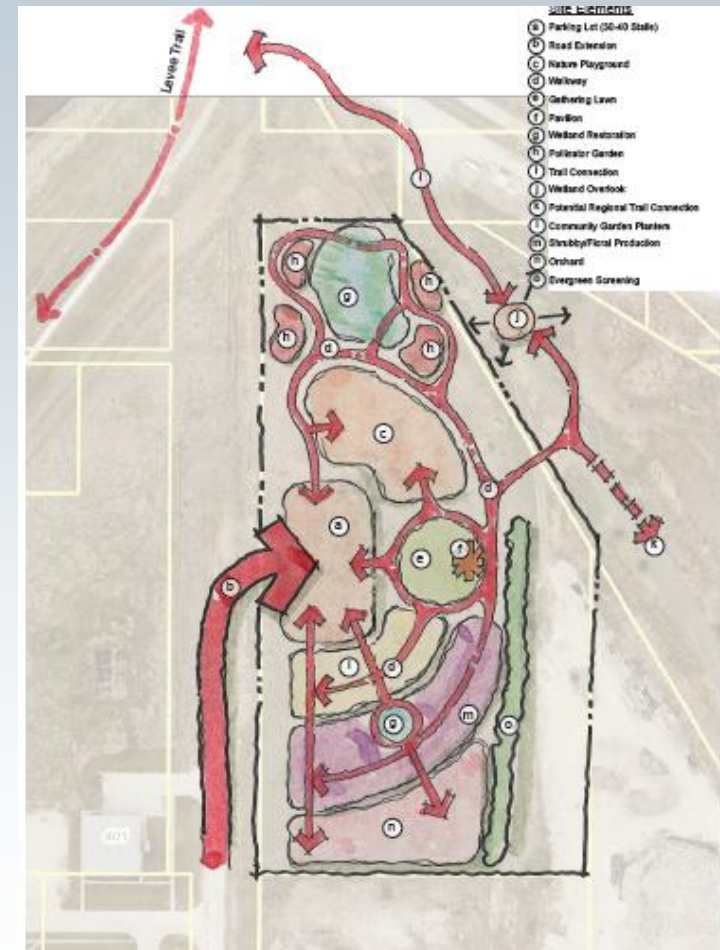 Site Elements
a Parking Lot (30-40 Stalls)
b Road Extension
c Nature Playground
d Walkway
e Gathering Lawn
f Pavilion
g Wetland Restoration
h Pollinator Garden
i Trail Connection
j Wetland Overlook
k Potential Regional Trail Connection
l Community Garden Planters
m Shrubby/Floral Production
n Orchard
o Evergreen Screening
Levee Trail
i
h
h
g
j
h
h
d
c
d
a
e
f
k
b
l
d
g
m
o
n
401